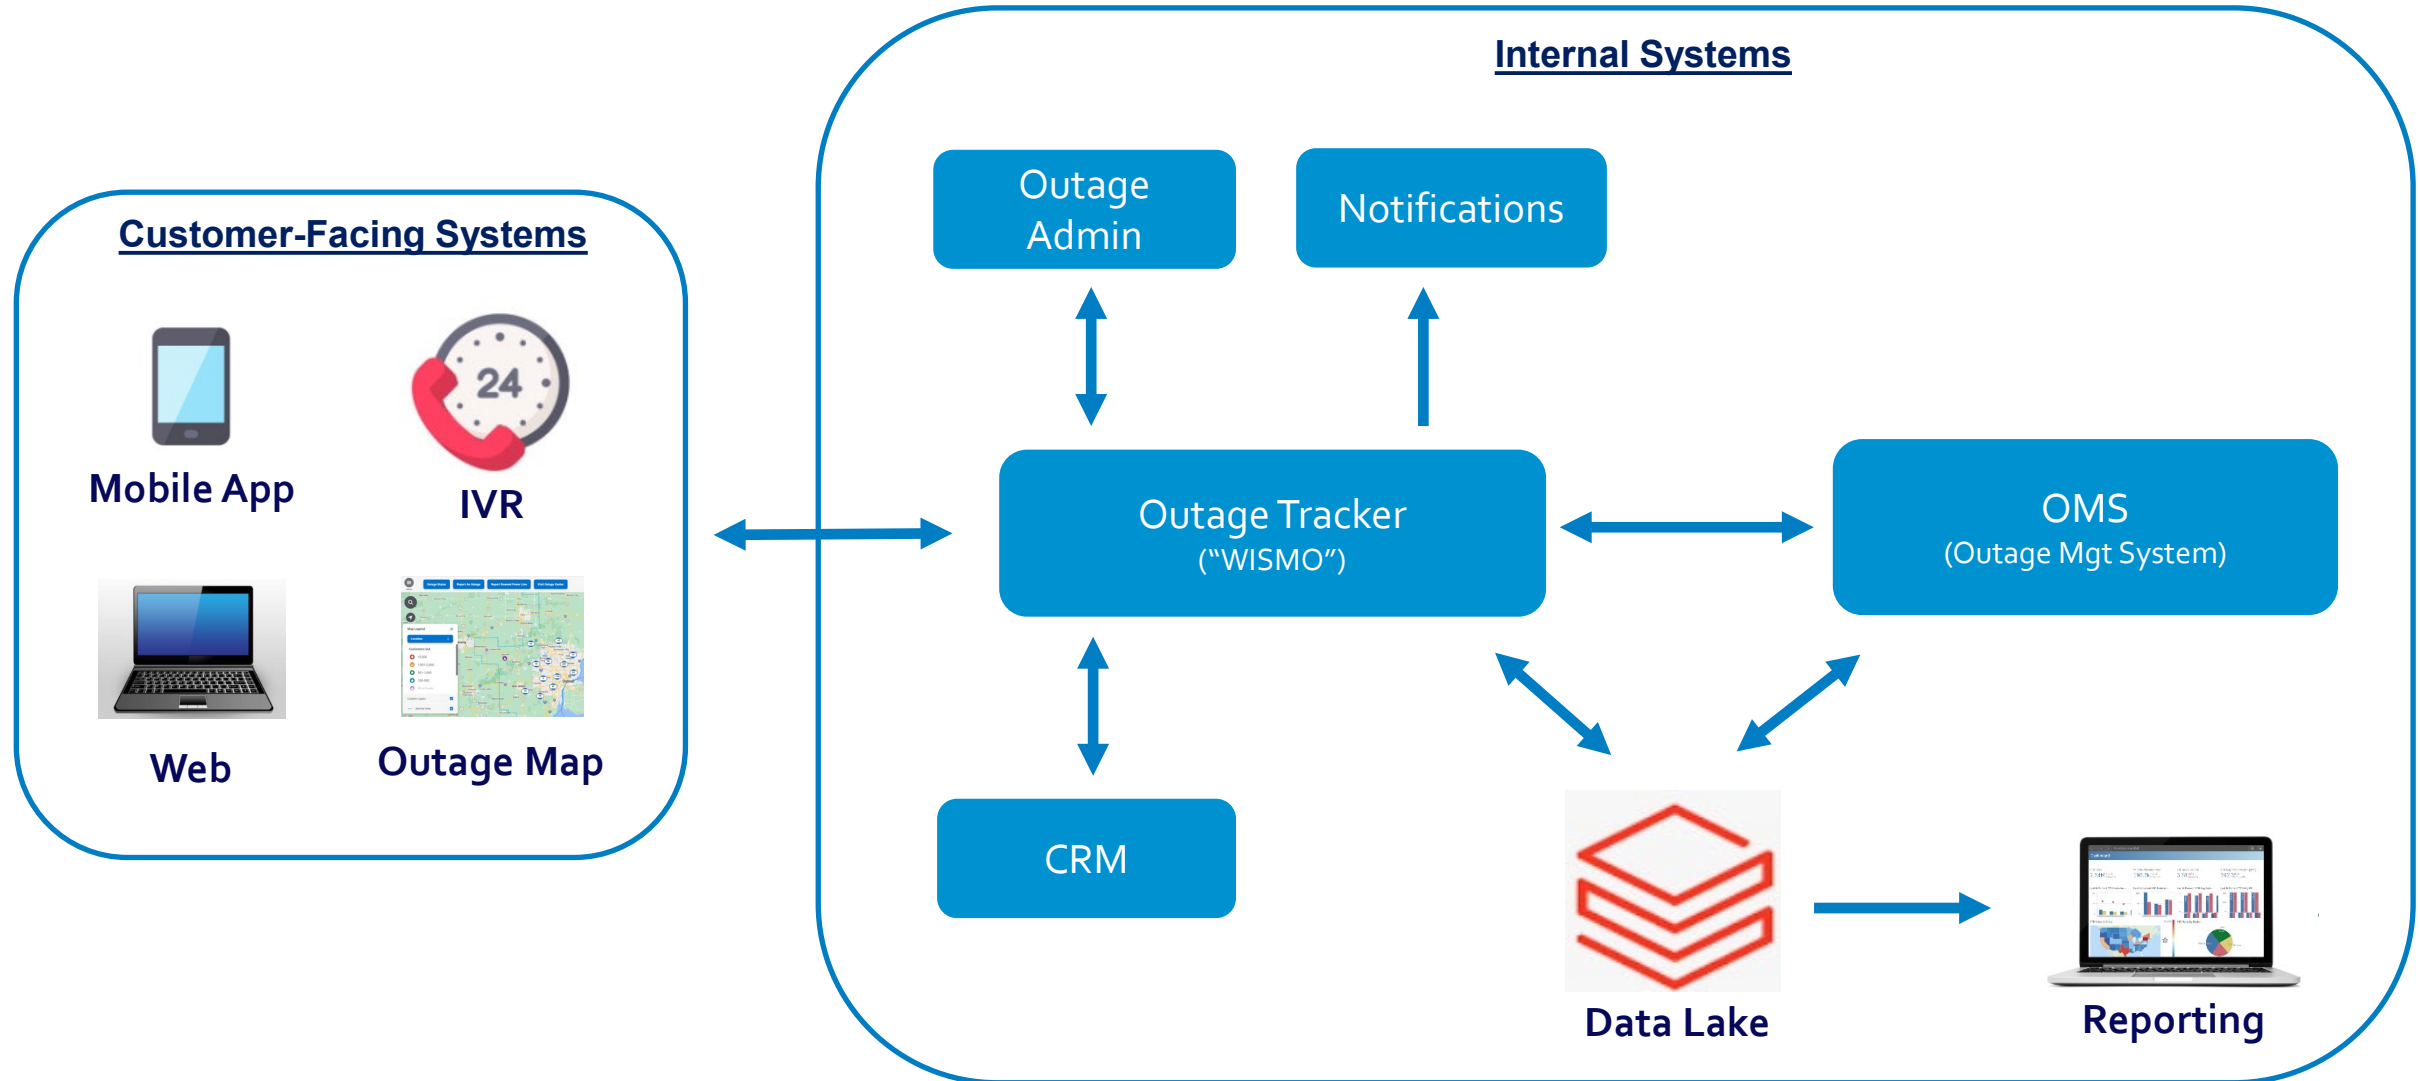 Internal Systems
Customer-Facing Systems
Outage
Admin
Notifications
24
Mobile App
IVR
Outage Tracker
("WISMO")
OMS
(Outage Mgt System)
Web
Outage Map
CRM
Data Lake
Reporting